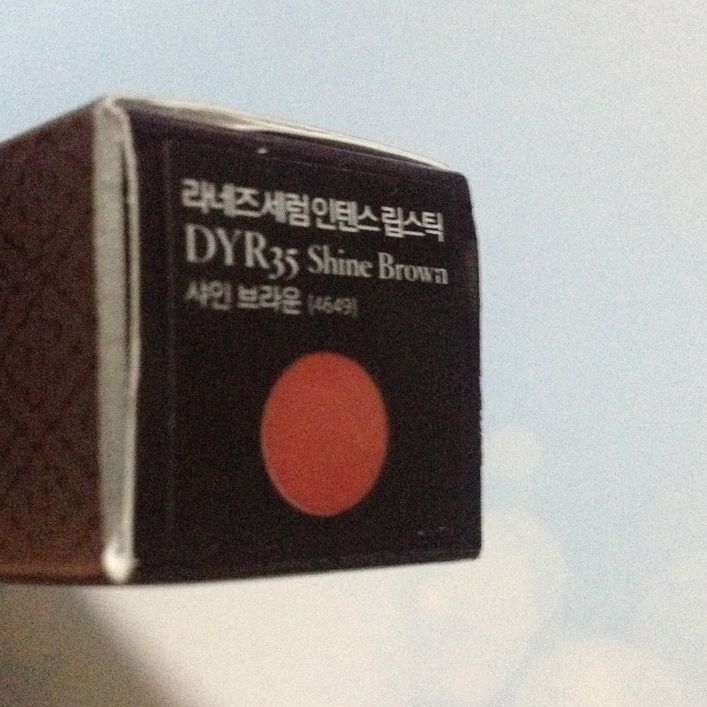 라네즈 세럼 인텐스 립스틱
DYR35 Shine Brown
샤인 브라운 (4649)